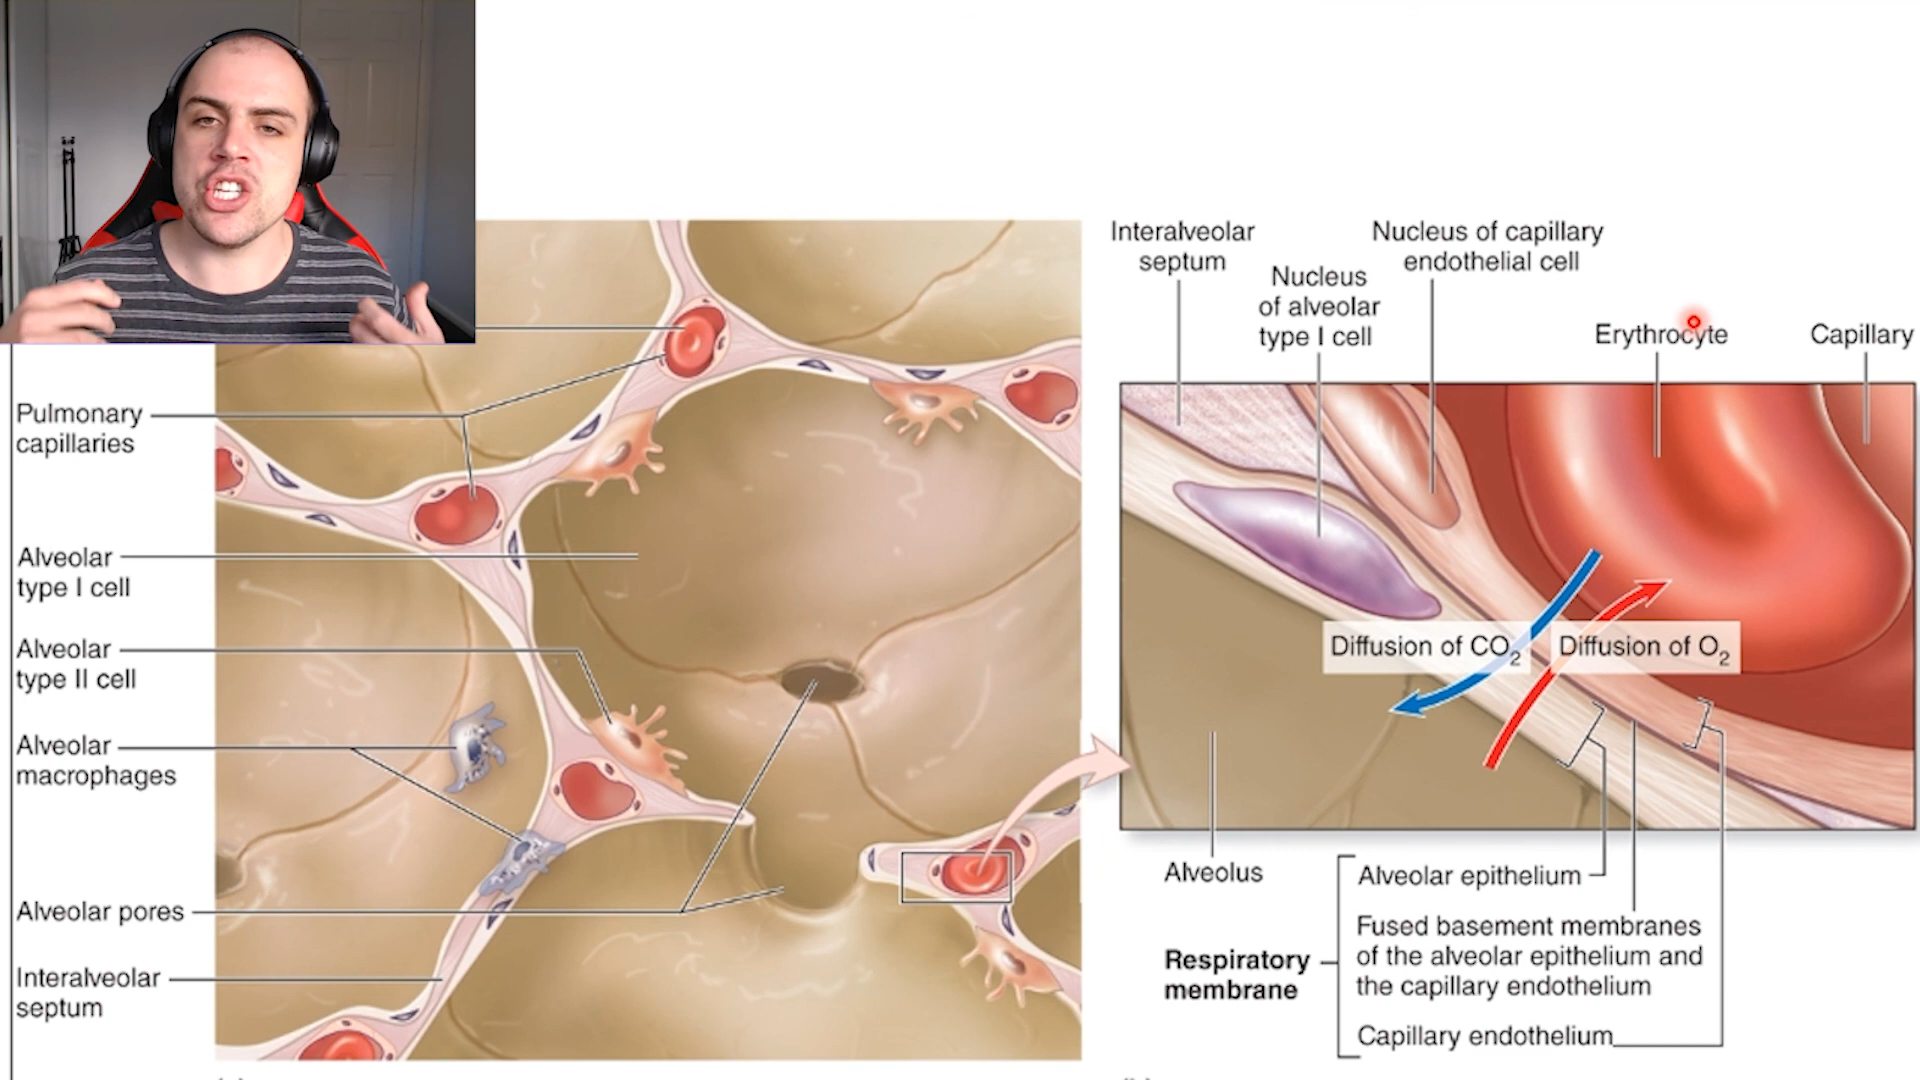 Pulmonary
capillaries
Alveolar
type I cell
Alveolar
type II cell
Alveolar
macrophages
Alveolar pores
Interalveolar
septum
Interalveolar
septum
Nucleus
of alveolar
type I cell
Nucleus of capillary
endothelial cell
Erythrocyte
Capillary
Diffusion of CO2
Diffusion of O2
Alveolus
Respiratory
membrane
Alveolar epithelium
Fused basement membranes
of the alveolar epithelium and
the capillary endothelium
Capillary endothelium